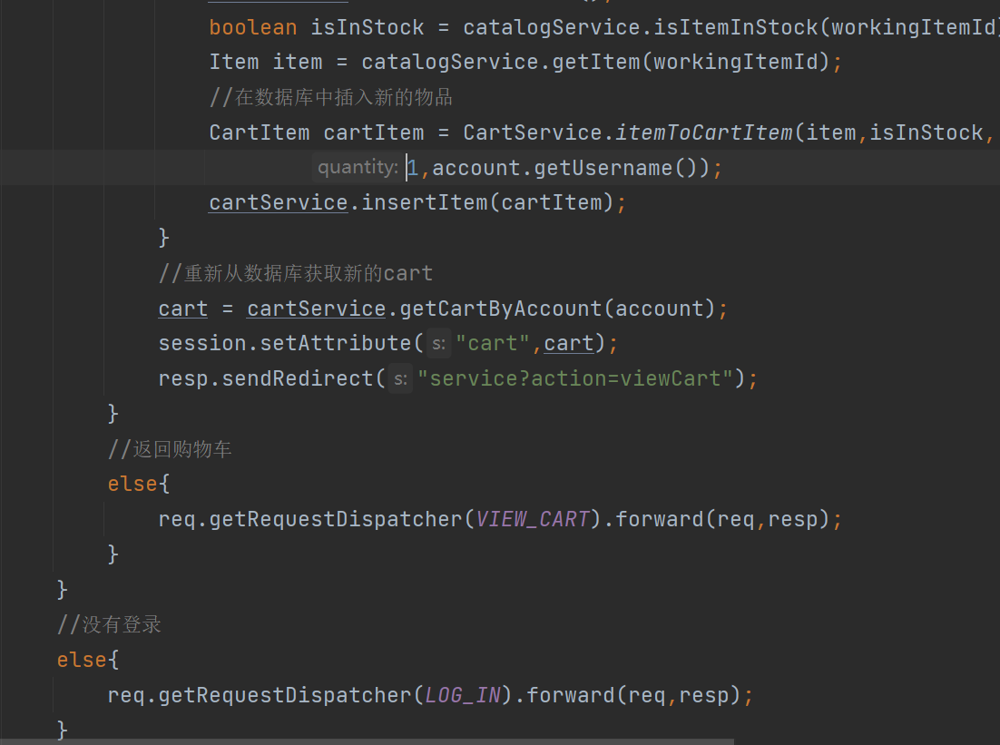 boolean isInStock = catalogService.isItemInStock(workingItemId)
Item item = catalogService.getItem(workingItemId);
//在数据库中插入新的物品
CartItem cartItem = CartService.itemToCartItem(item,isInStock,
quantity: 1,account.getUsername());
cartService.insertItem(cartItem);
}
//重新从数据库获取新的cart
cart = cartService.getCartByAccount(account);
session.setAttribute( s: "cart",cart);
resp.sendRedirect( s: "service?action=viewCart");
}
//返回购物车
else{
req.getRequestDispatcher(VIEW_CART).forward(req,resp);
}
}
//没有登录
else{
req.getRequestDispatcher(LOG_IN).forward(req,resp);
}